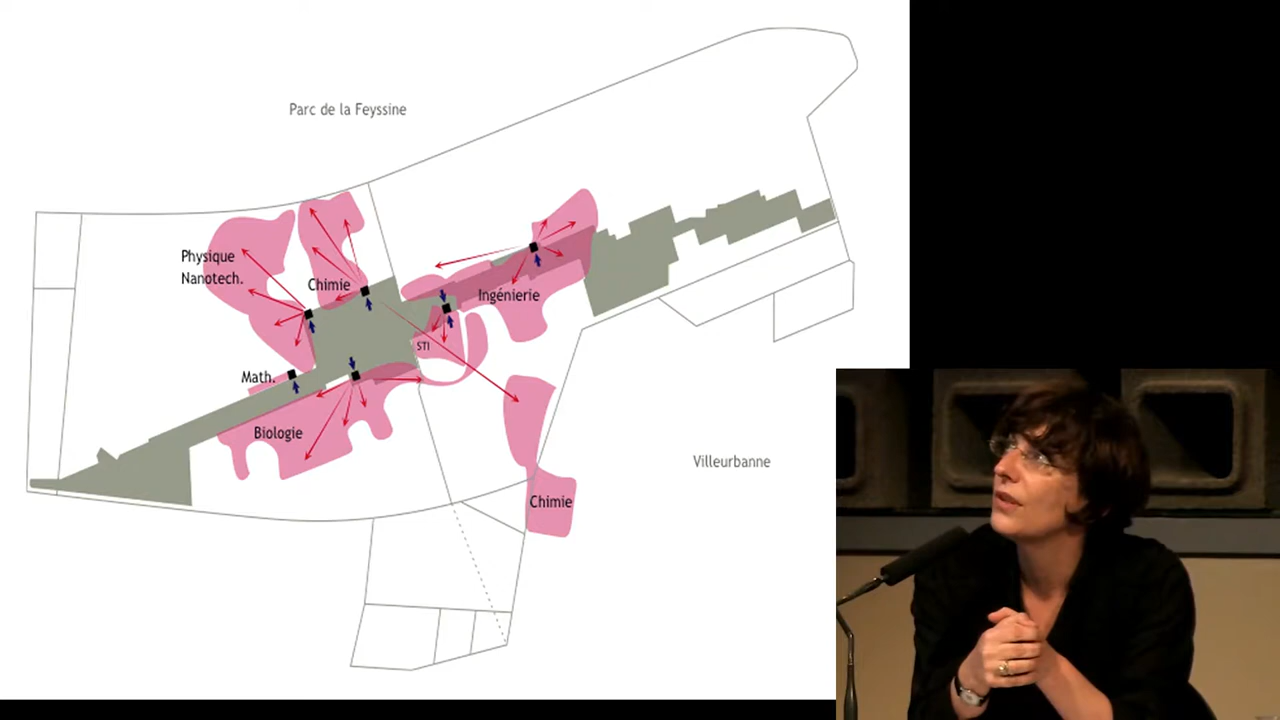 Parc de la Feyssine
Physique
Nanotech.
Chimie
Ingénierie
STI
Math.
Biologie
Villeurbanne
Chimie